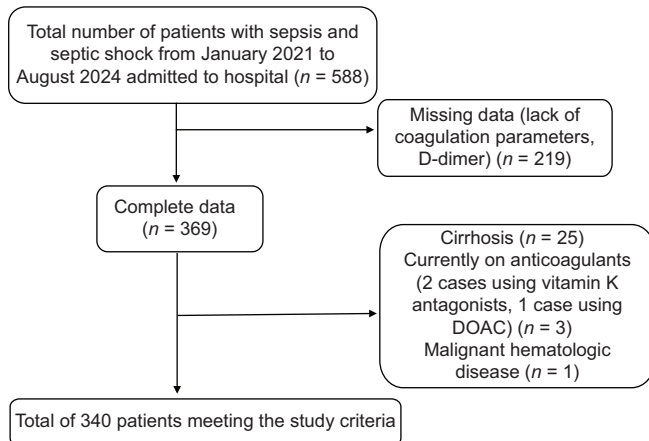 Total number of patients with sepsis and
septic shock from January 2021 to
August 2024 admitted to hospital (n = 588)
Missing data (lack of
coagulation parameters,
D-dimer) (n = 219)
Complete data
(n = 369)
Cirrhosis (n = 25)
Currently on anticoagulants
(2 cases using vitamin K
antagonists, 1 case using
DOAC) (n = 3)
Malignant hematologic
disease (n = 1)
Total of 340 patients meeting the study criteria